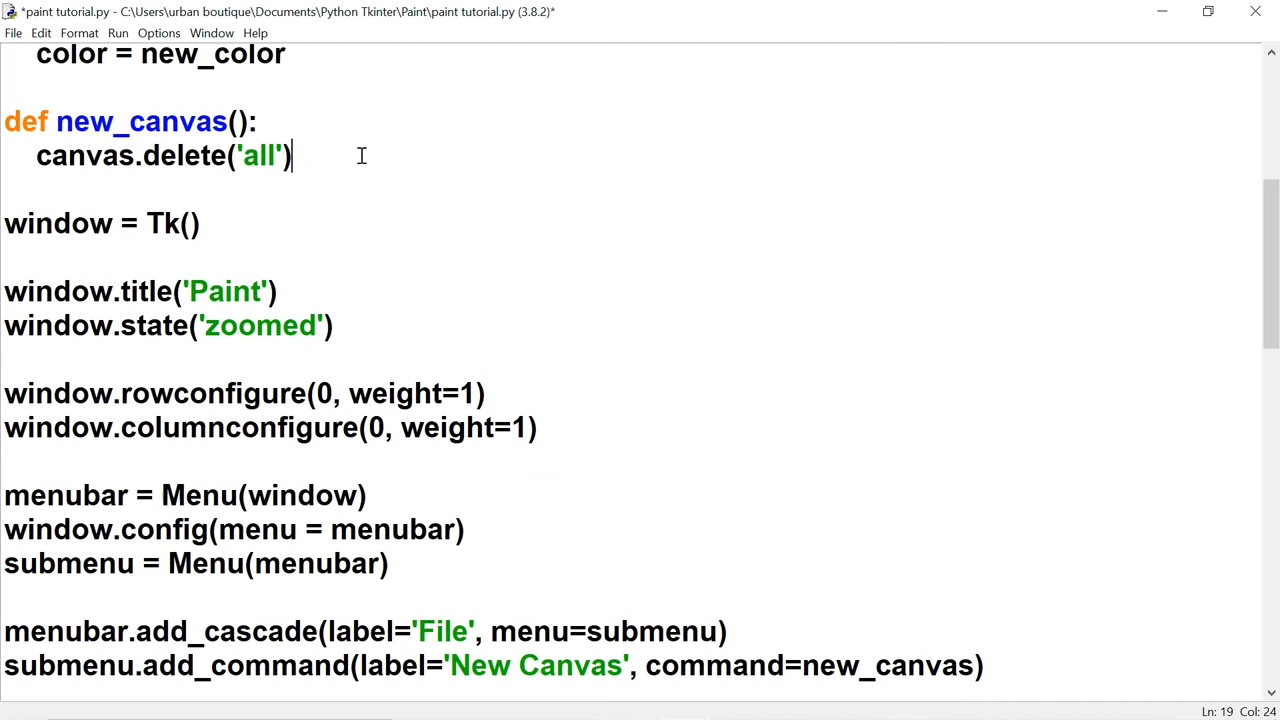 *paint tutorial.py - C:\Users\urban boutique\Documents\Python Tkinter\Paint\paint tutorial.py (3.8.2)*
File Edit Format Run Options Window Help
color = new_color
def new_canvas():
canvas.delete('all')
window = Tk()
window.title('Paint')
window.state('zoomed')
window.rowconfigure(0, weight=1)
window.columnconfigure(0, weight=1)
menubar = Menu(window)
window.config(menu = menubar)
submenu = Menu(menubar)
menubar.add_cascade(label='File', menu=submenu)
submenu.add_command(label='New Canvas', command=new_canvas)
Ln: 19 Col: 24